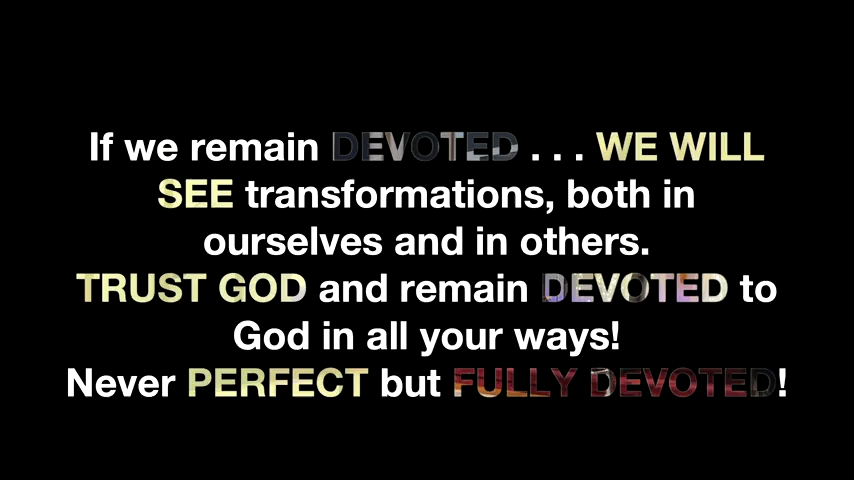 If we remain DEVOTED . . . WE WILL
SEE transformations, both in
ourselves and in others.
TRUST GOD and remain DEVOTED to
God in all your ways!
Never PERFECT but FULLY DEVOTED!